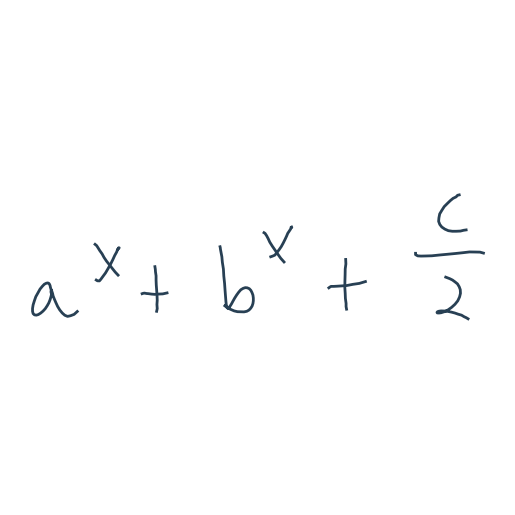 a^x + b^x + c/2